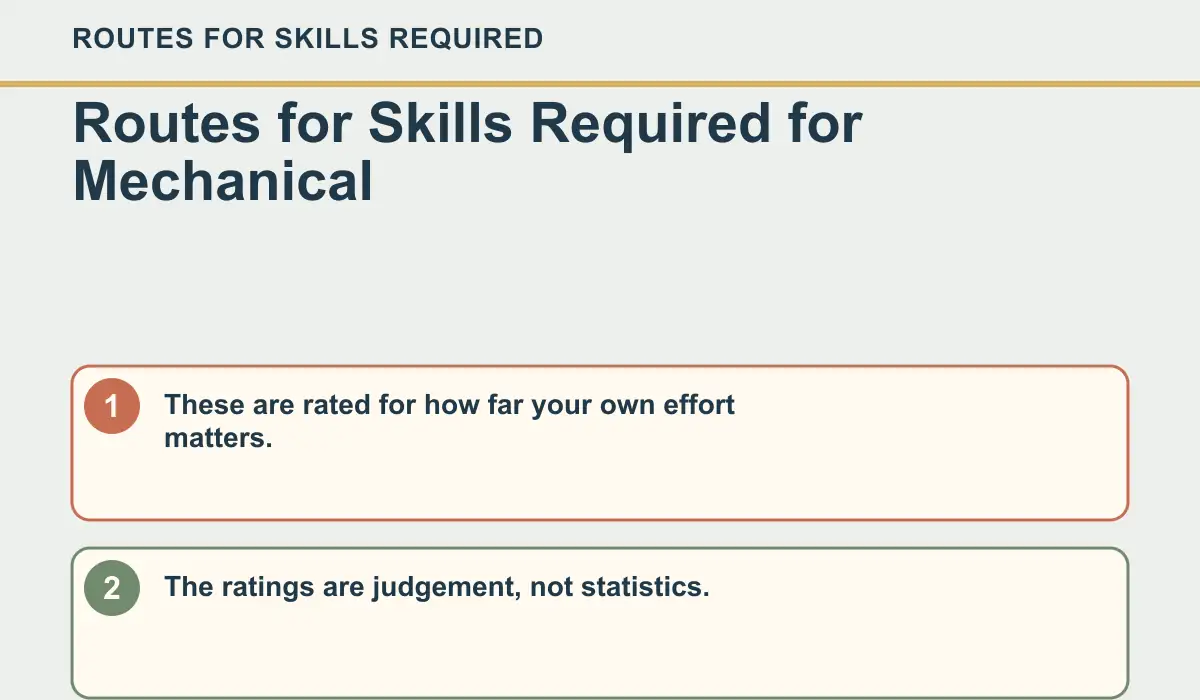 ROUTES FOR SKILLS REQUIRED
Routes for Skills Required for
Mechanical
1
These are rated for how far your own effort
matters.
2
The ratings are judgement, not statistics.